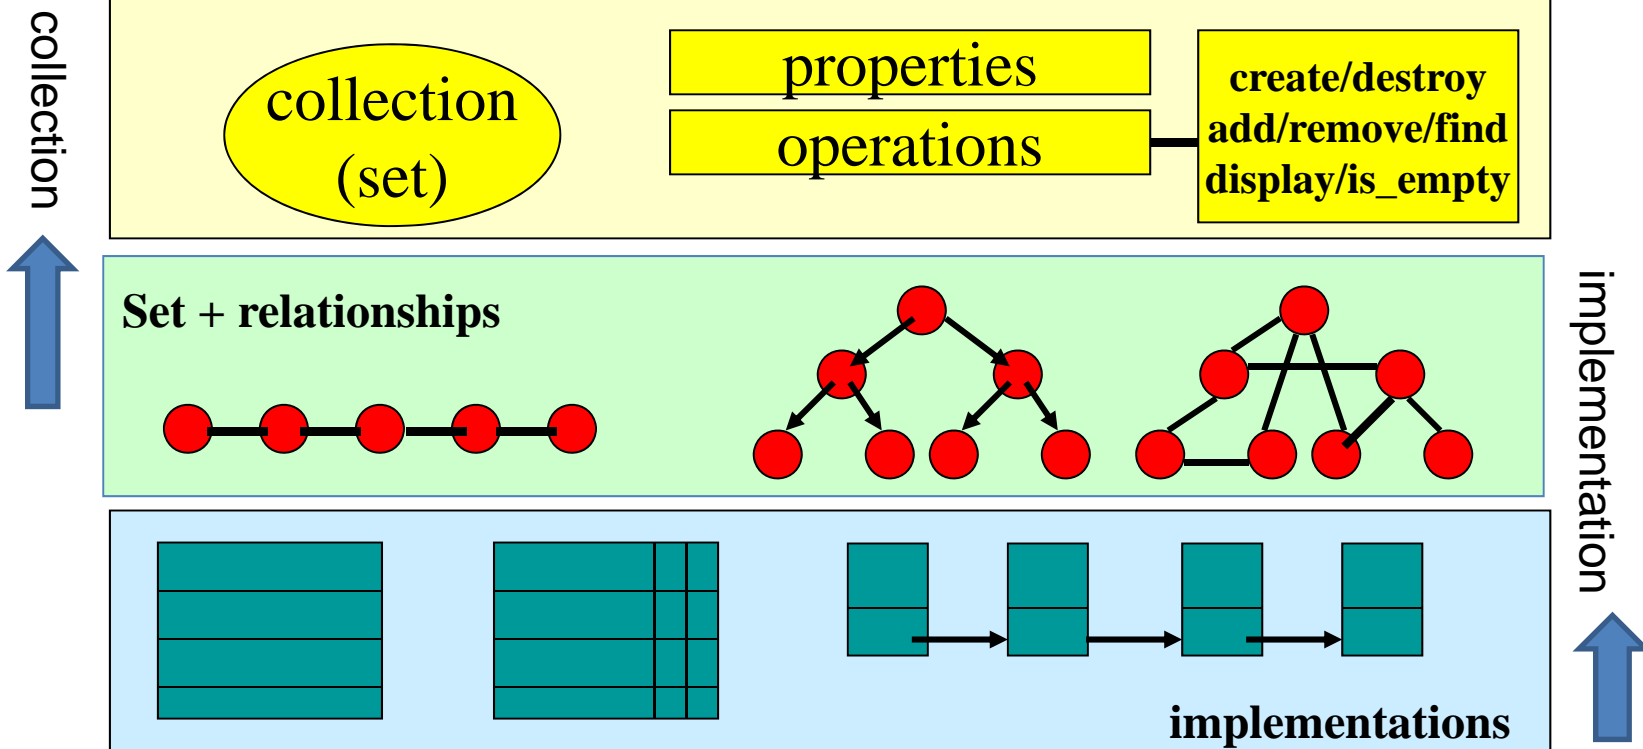 collection
collection
(set)
properties
operations
create/destroy
add/remove/find
display/is_empty
Set + relationships
implementation
implementations